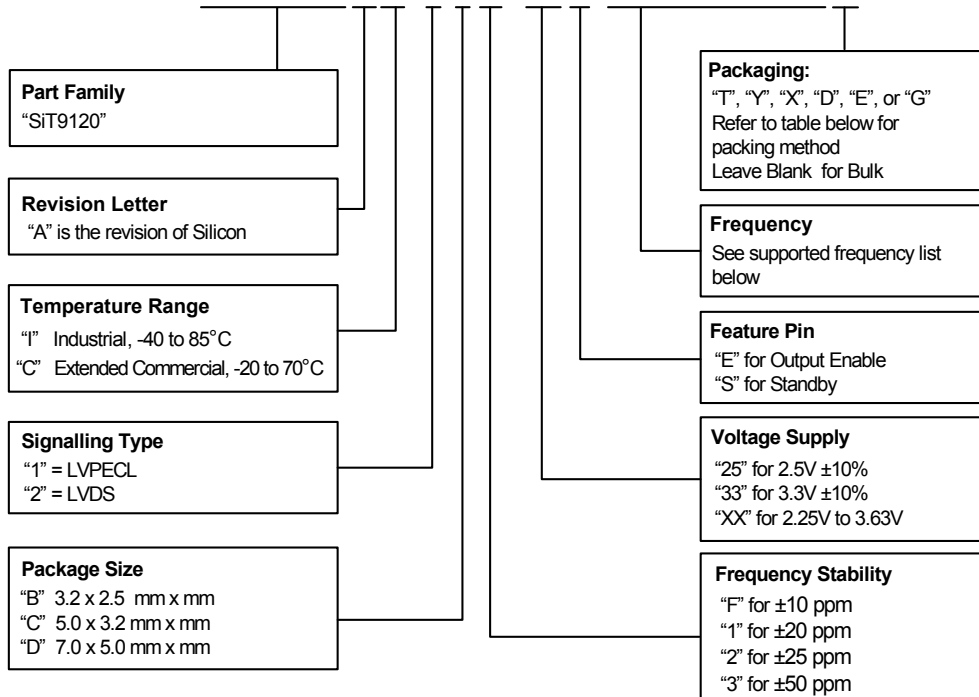 Part Family
“SiT9120”
Revision Letter
“A” is the revision of Silicon
Temperature Range
“I” Industrial, -40 to 85°C
“C” Extended Commercial, -20 to 70°C
Signalling Type
“1” = LVPECL
“2” = LVDS
Package Size
“B” 3.2 x 2.5 mm x mm
“C” 5.0 x 3.2 mm x mm
“D” 7.0 x 5.0 mm x mm
Packaging:
“T”, “Y”, “X”, “D”, “E”, or “G”
Refer to table below for
packing method
Leave Blank for Bulk
Frequency
See supported frequency list
below
Feature Pin
“E” for Output Enable
“S” for Standby
Voltage Supply
“25” for 2.5V ±10%
“33” for 3.3V ±10%
“XX” for 2.25V to 3.63V
Frequency Stability
“F” for ±10 ppm
“1” for ±20 ppm
“2” for ±25 ppm
“3” for ±50 ppm